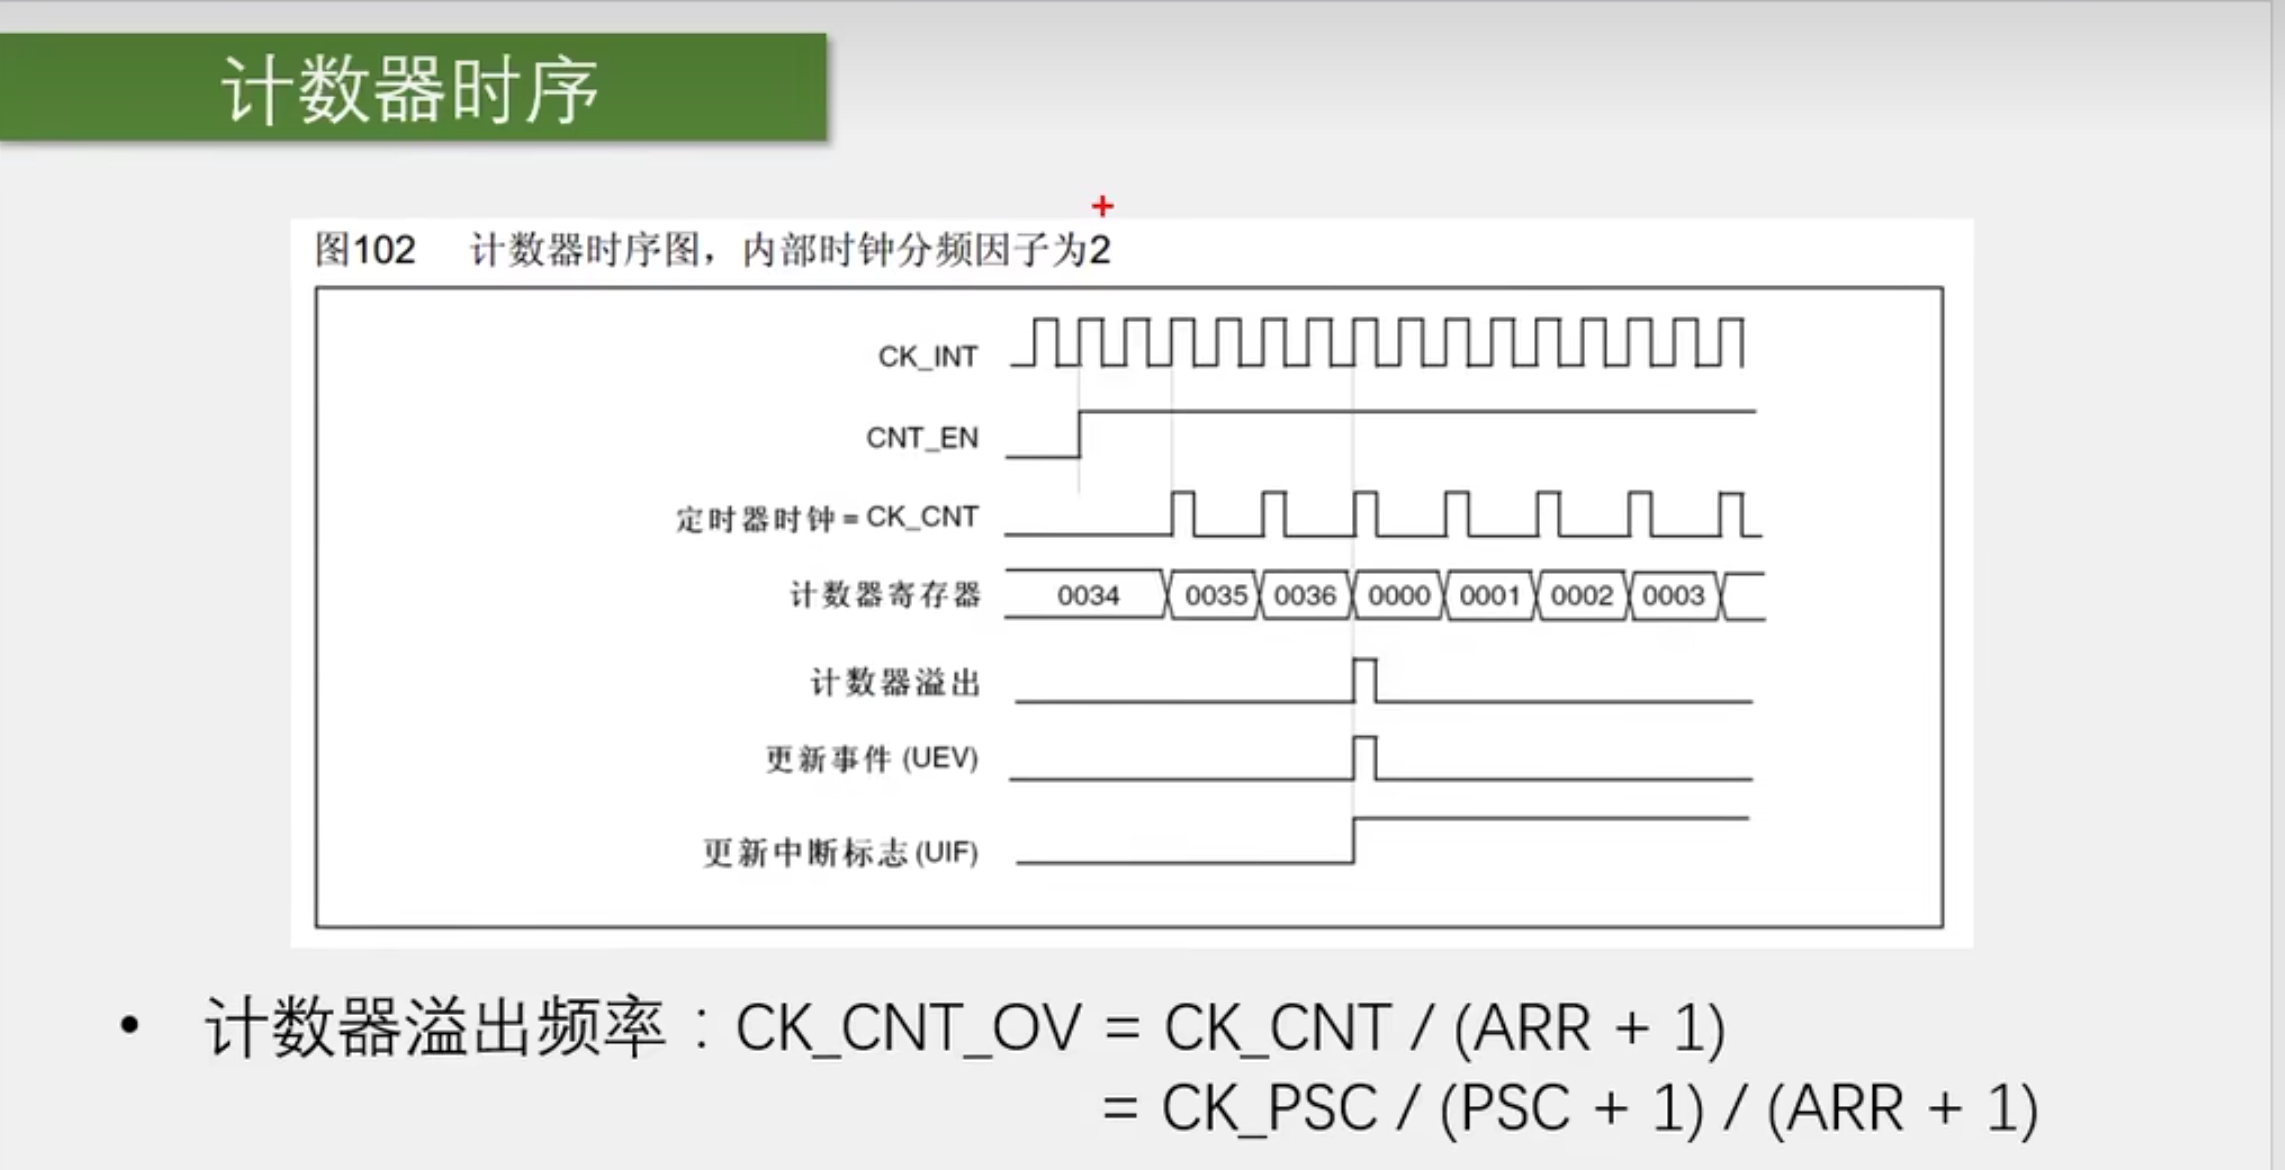 计数器时序
图102 计数器时序图，内部时钟分频因子为2
CK_INT
CNT_EN
定时器时钟 = CK_CNT
计数器寄存器 0034 0035 0036 0000 0001 0002 0003
计数器溢出
更新事件 (UEV)
更新中断标志 (UIF)
• 计数器溢出频率：CK_CNT_OV = CK_CNT / (ARR + 1)
= CK_PSC / (PSC + 1) / (ARR + 1)